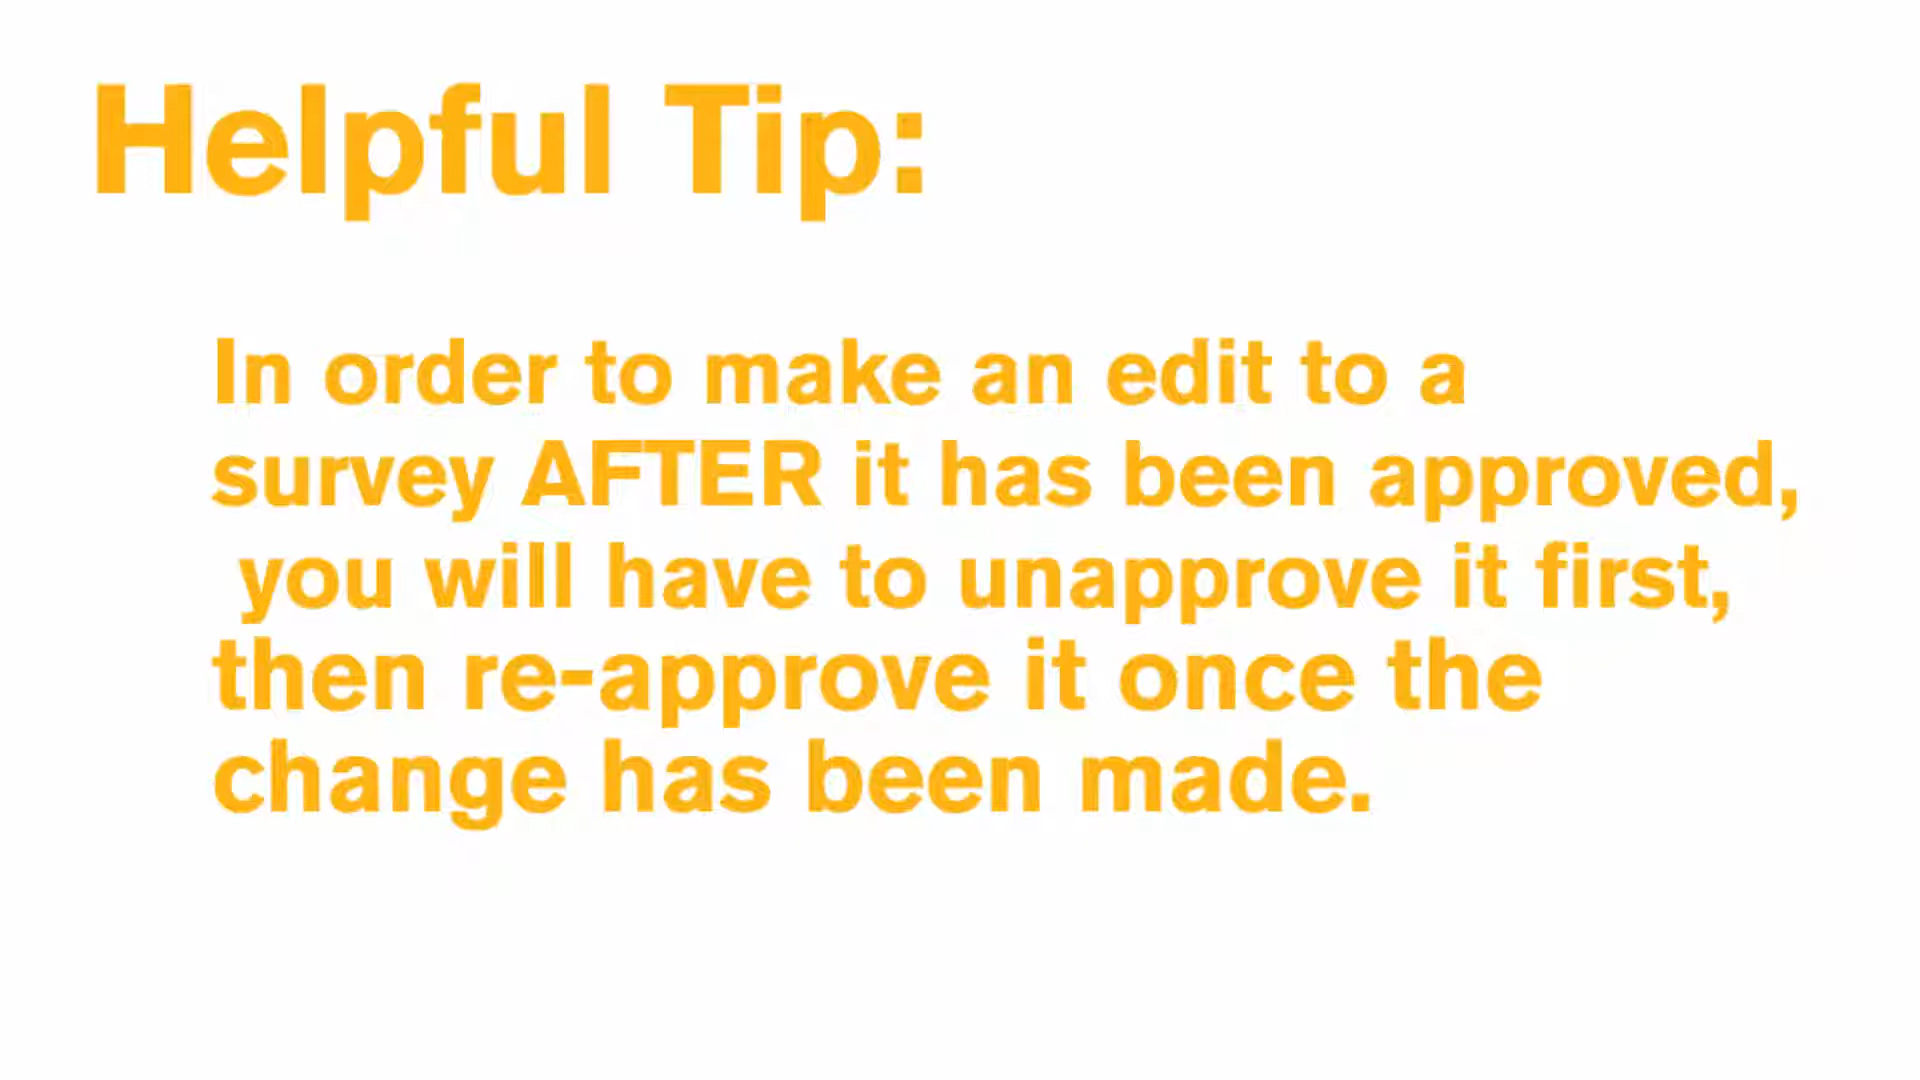 Helpful Tip:
In order to make an edit to a
survey AFTER it has been approved,
you will have to unapprove it first,
then re-approve it once the
change has been made.